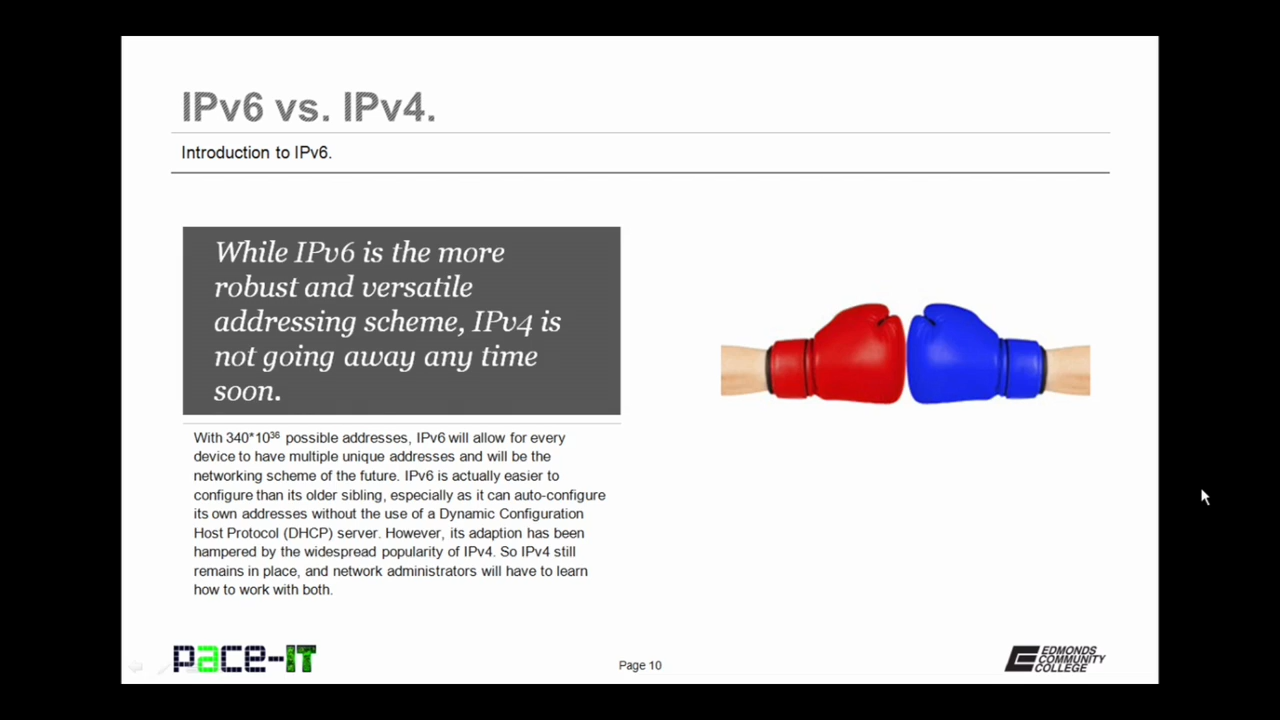 IPv6 vs. IPv4.
Introduction to IPv6.
While IPv6 is the more
robust and versatile
addressing scheme, IPv4 is
not going away any time
soon.
With 340*10³⁶ possible addresses, IPv6 will allow for every
device to have multiple unique addresses and will be the
networking scheme of the future. IPv6 is actually easier to
configure than its older sibling, especially as it can auto-configure
its own addresses without the use of a Dynamic Configuration
Host Protocol (DHCP) server. However, its adaption has been
hampered by the widespread popularity of IPv4. So IPv4 still
remains in place, and network administrators will have to learn
how to work with both.
pace-IT
Page 10
EDMONDS
COMMUNITY
COLLEGE